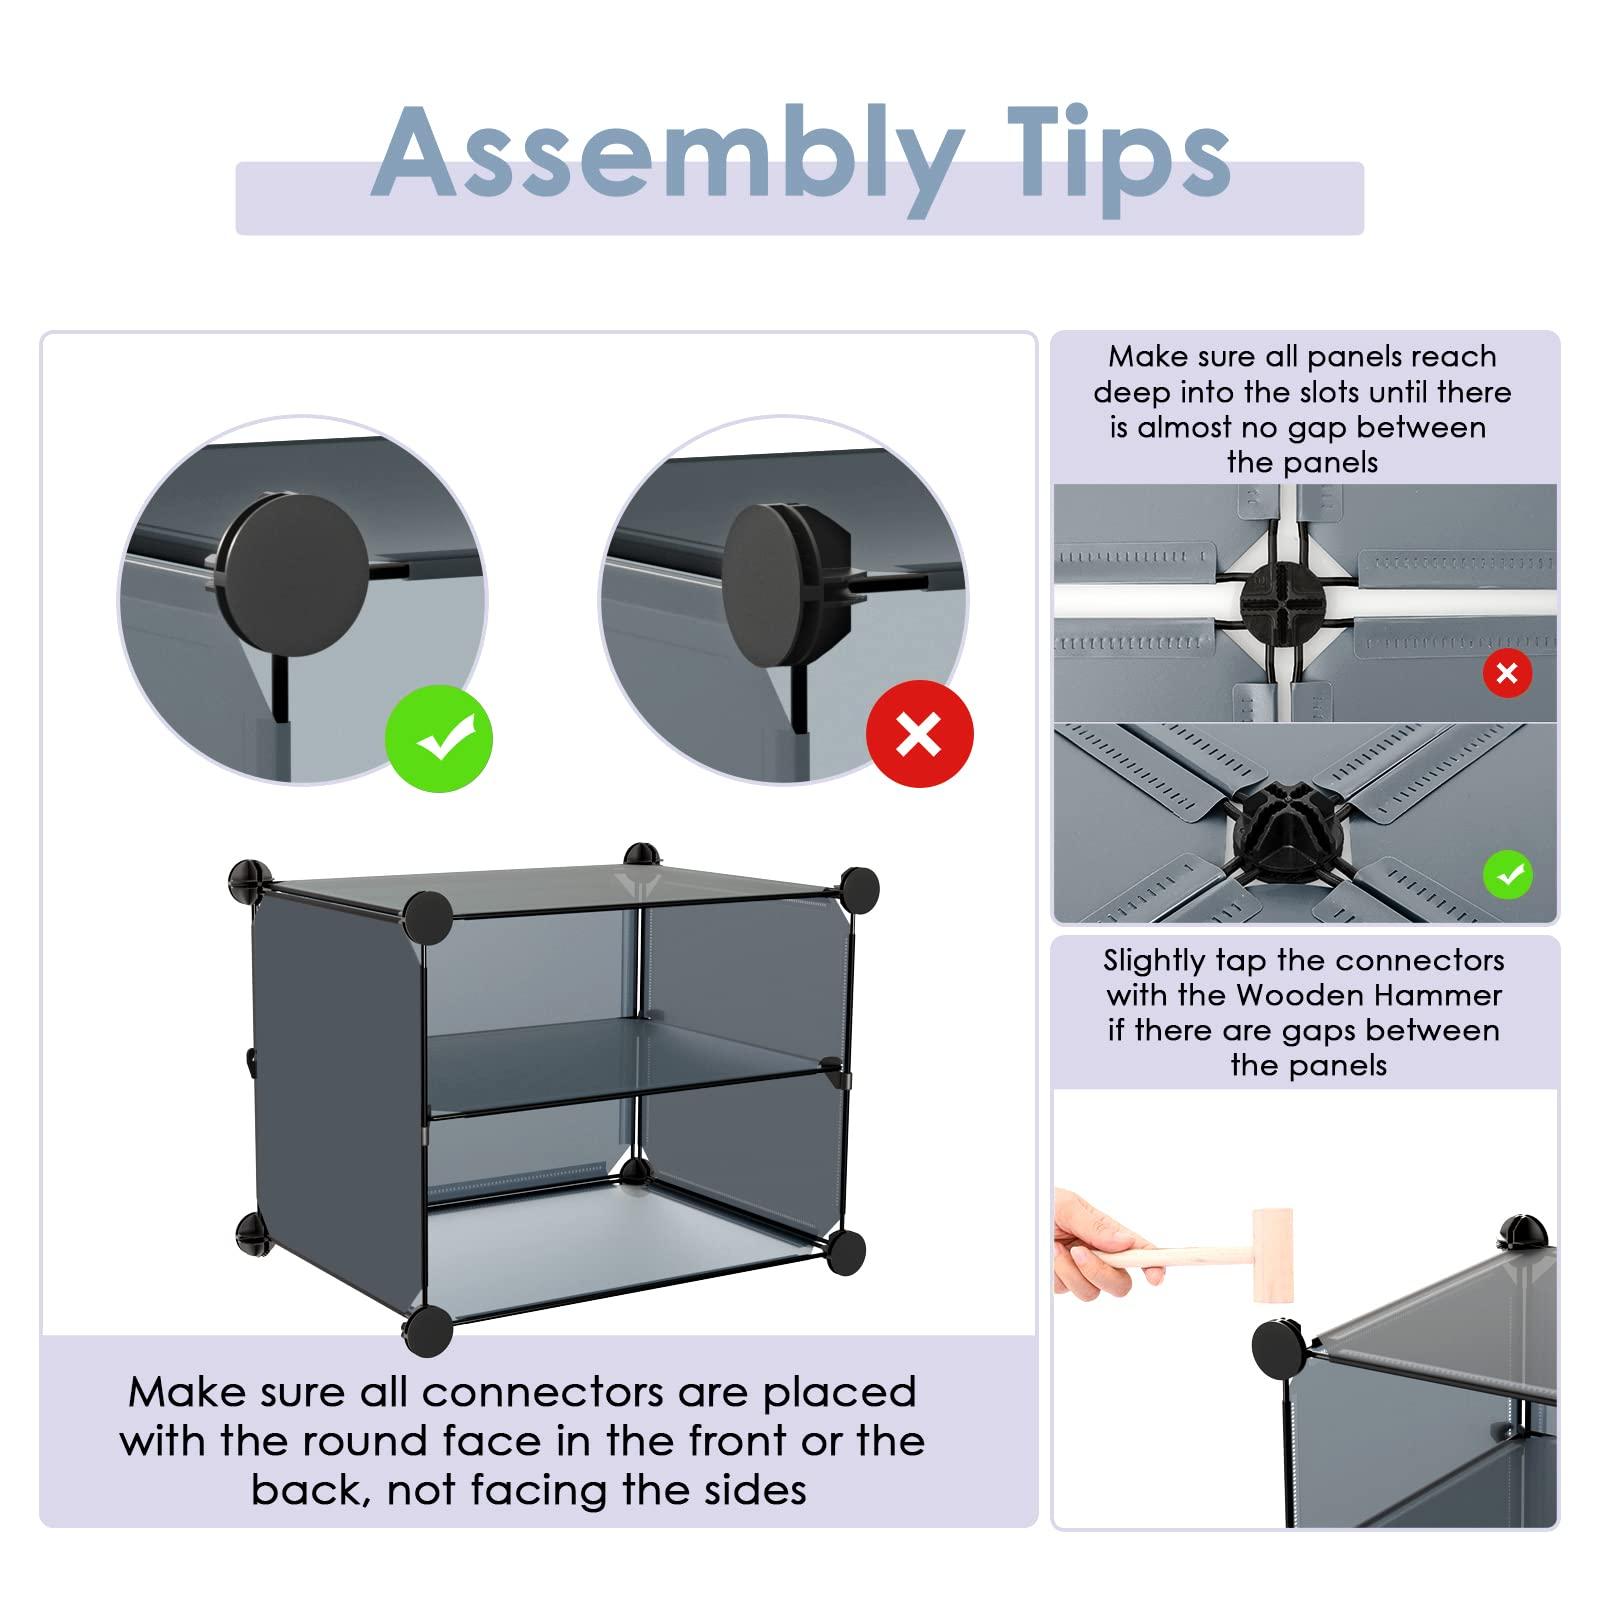 Assembly Tips
Make sure all connectors are placed
with the round face in the front or the
back, not facing the sides
Make sure all panels reach
deep into the slots until there
is almost no gap between
the panels
Slightly tap the connectors
with the Wooden Hammer
if there are gaps between
the panels